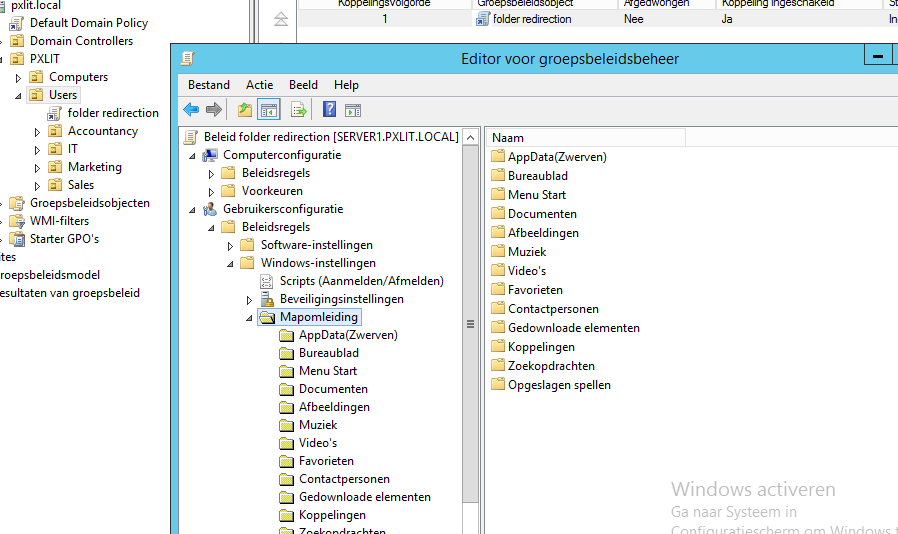 pxlit.local
Default Domain Policy
Domain Controllers
PXLIT
Computers
Users
folder redirection
Accountancy
IT
Marketing
Sales
Groepsbeleidsobjecten
WMI-filters
Starter GPO's
ites
roepsbeleidsmodel
esultaten van groepsbeleid
Koppelingsvolgorde Groepsbeleidsobject Afgedwongen Koppeling ingeschakeld St
1 folder redirection Nee Ja In
Editor voor groepsbeleidsbeheer
Bestand Actie Beeld Help
Beleid folder redirection [SERVER1.PXLIT.LOCAL]
Computerconfiguratie
Beleidsregels
Voorkeuren
Gebruikersconfiguratie
Beleidsregels
Software-instellingen
Windows-instellingen
Scripts (Aanmelden/Afmelden)
Beveiligingsinstellingen
Mapomleiding
AppData(Zwerven)
Bureaublad
Menu Start
Documenten
Afbeeldingen
Muziek
Video's
Favorieten
Contactpersonen
Gedownloade elementen
Koppelingen
Zoekopdrachten
Naam
AppData(Zwerven)
Bureaublad
Menu Start
Documenten
Afbeeldingen
Muziek
Video's
Favorieten
Contactpersonen
Gedownloade elementen
Koppelingen
Zoekopdrachten
Opgeslagen spellen
Windows activeren
Ga naar Systeem in
Configuratiescherm om Windows t